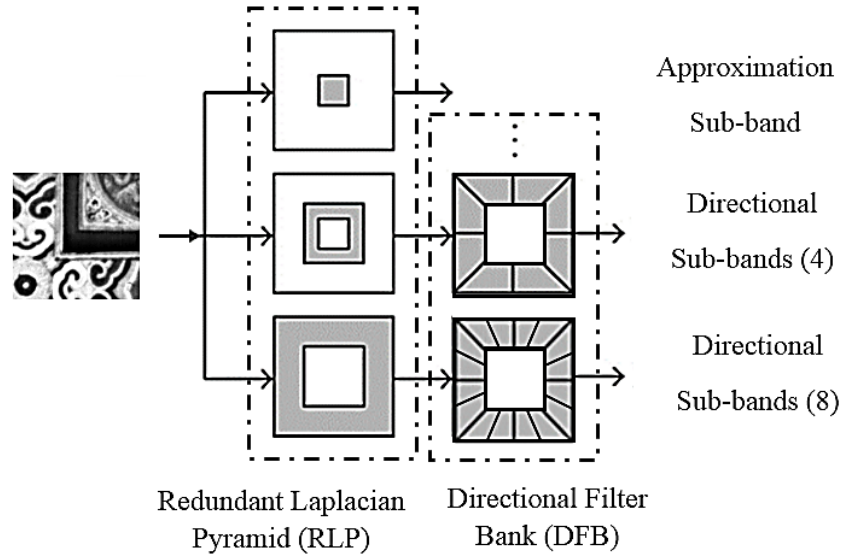 Approximation
Sub-band
Directional
Sub-bands (4)
Directional
Sub-bands (8)
Redundant Laplacian
Pyramid (RLP)
Directional Filter
Bank (DFB)